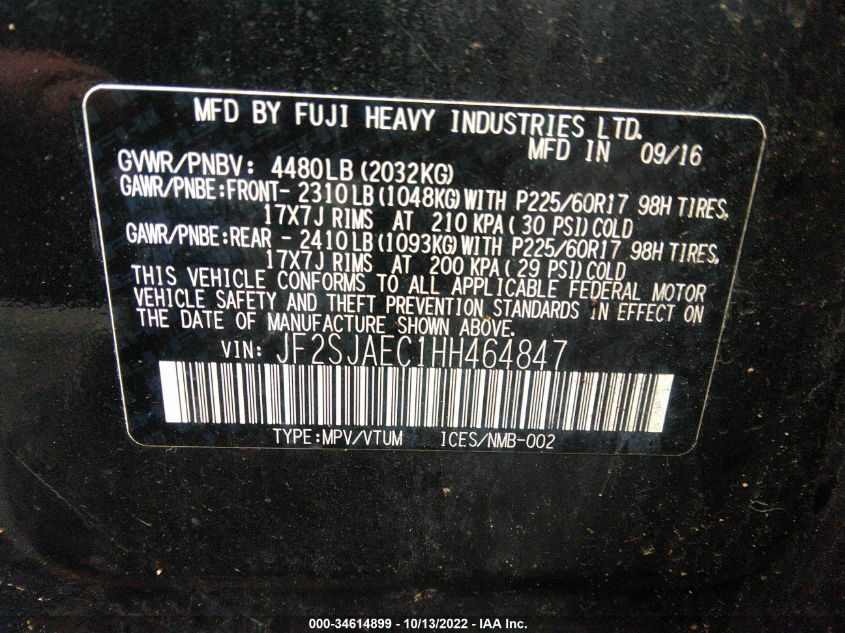 MFD BY FUJI HEAVY INDUSTRIES LTD.
MFD IN 09/16
GVWR/PNBV: 4480LB (2032KG)
GAWR/PNBE:FRONT- 2310LB (1048KG) WITH P225/60R17 98H TIRES,
17X7J RIMS AT 210 KPA ( 30 PSI) COLD
GAWR/PNBE:REAR - 2410LB (1093KG) WITH P225/60R17 98H TIRES,
17X7J RIMS AT 200 KPA ( 29 PSI) COLD
THIS VEHICLE CONFORMS TO ALL APPLICABLE FEDERAL MOTOR
VEHICLE SAFETY AND THEFT PREVENTION STANDARDS IN EFFECT ON
THE DATE OF MANUFACTURE SHOWN ABOVE.
VIN: JF2SJAEC1HH464847
TYPE:MPV/VTUM ICES/NMB-002
000-34614899 - 10/13/2022 - IAA Inc.